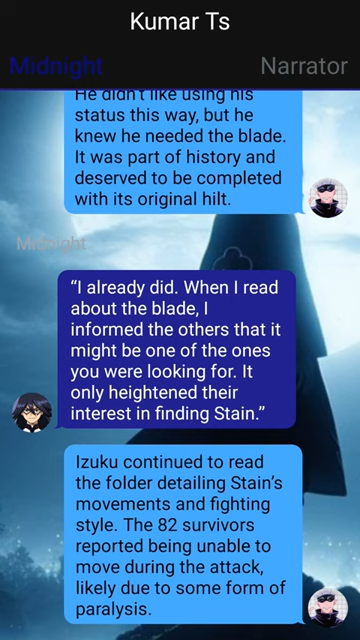 Kumar Ts
Midnight
Narrator
He didn't like using his
status this way, but he
knew he needed the blade.
It was part of history and
deserved to be completed
with its original hilt.
Midnight
“I already did. When I read
about the blade, I
informed the others that it
might be one of the ones
you were looking for. It
only heightened their
interest in finding Stain.”
Izuku continued to read
the folder detailing Stain’s
movements and fighting
style. The 82 survivors
reported being unable to
move during the attack,
likely due to some form of
paralysis.